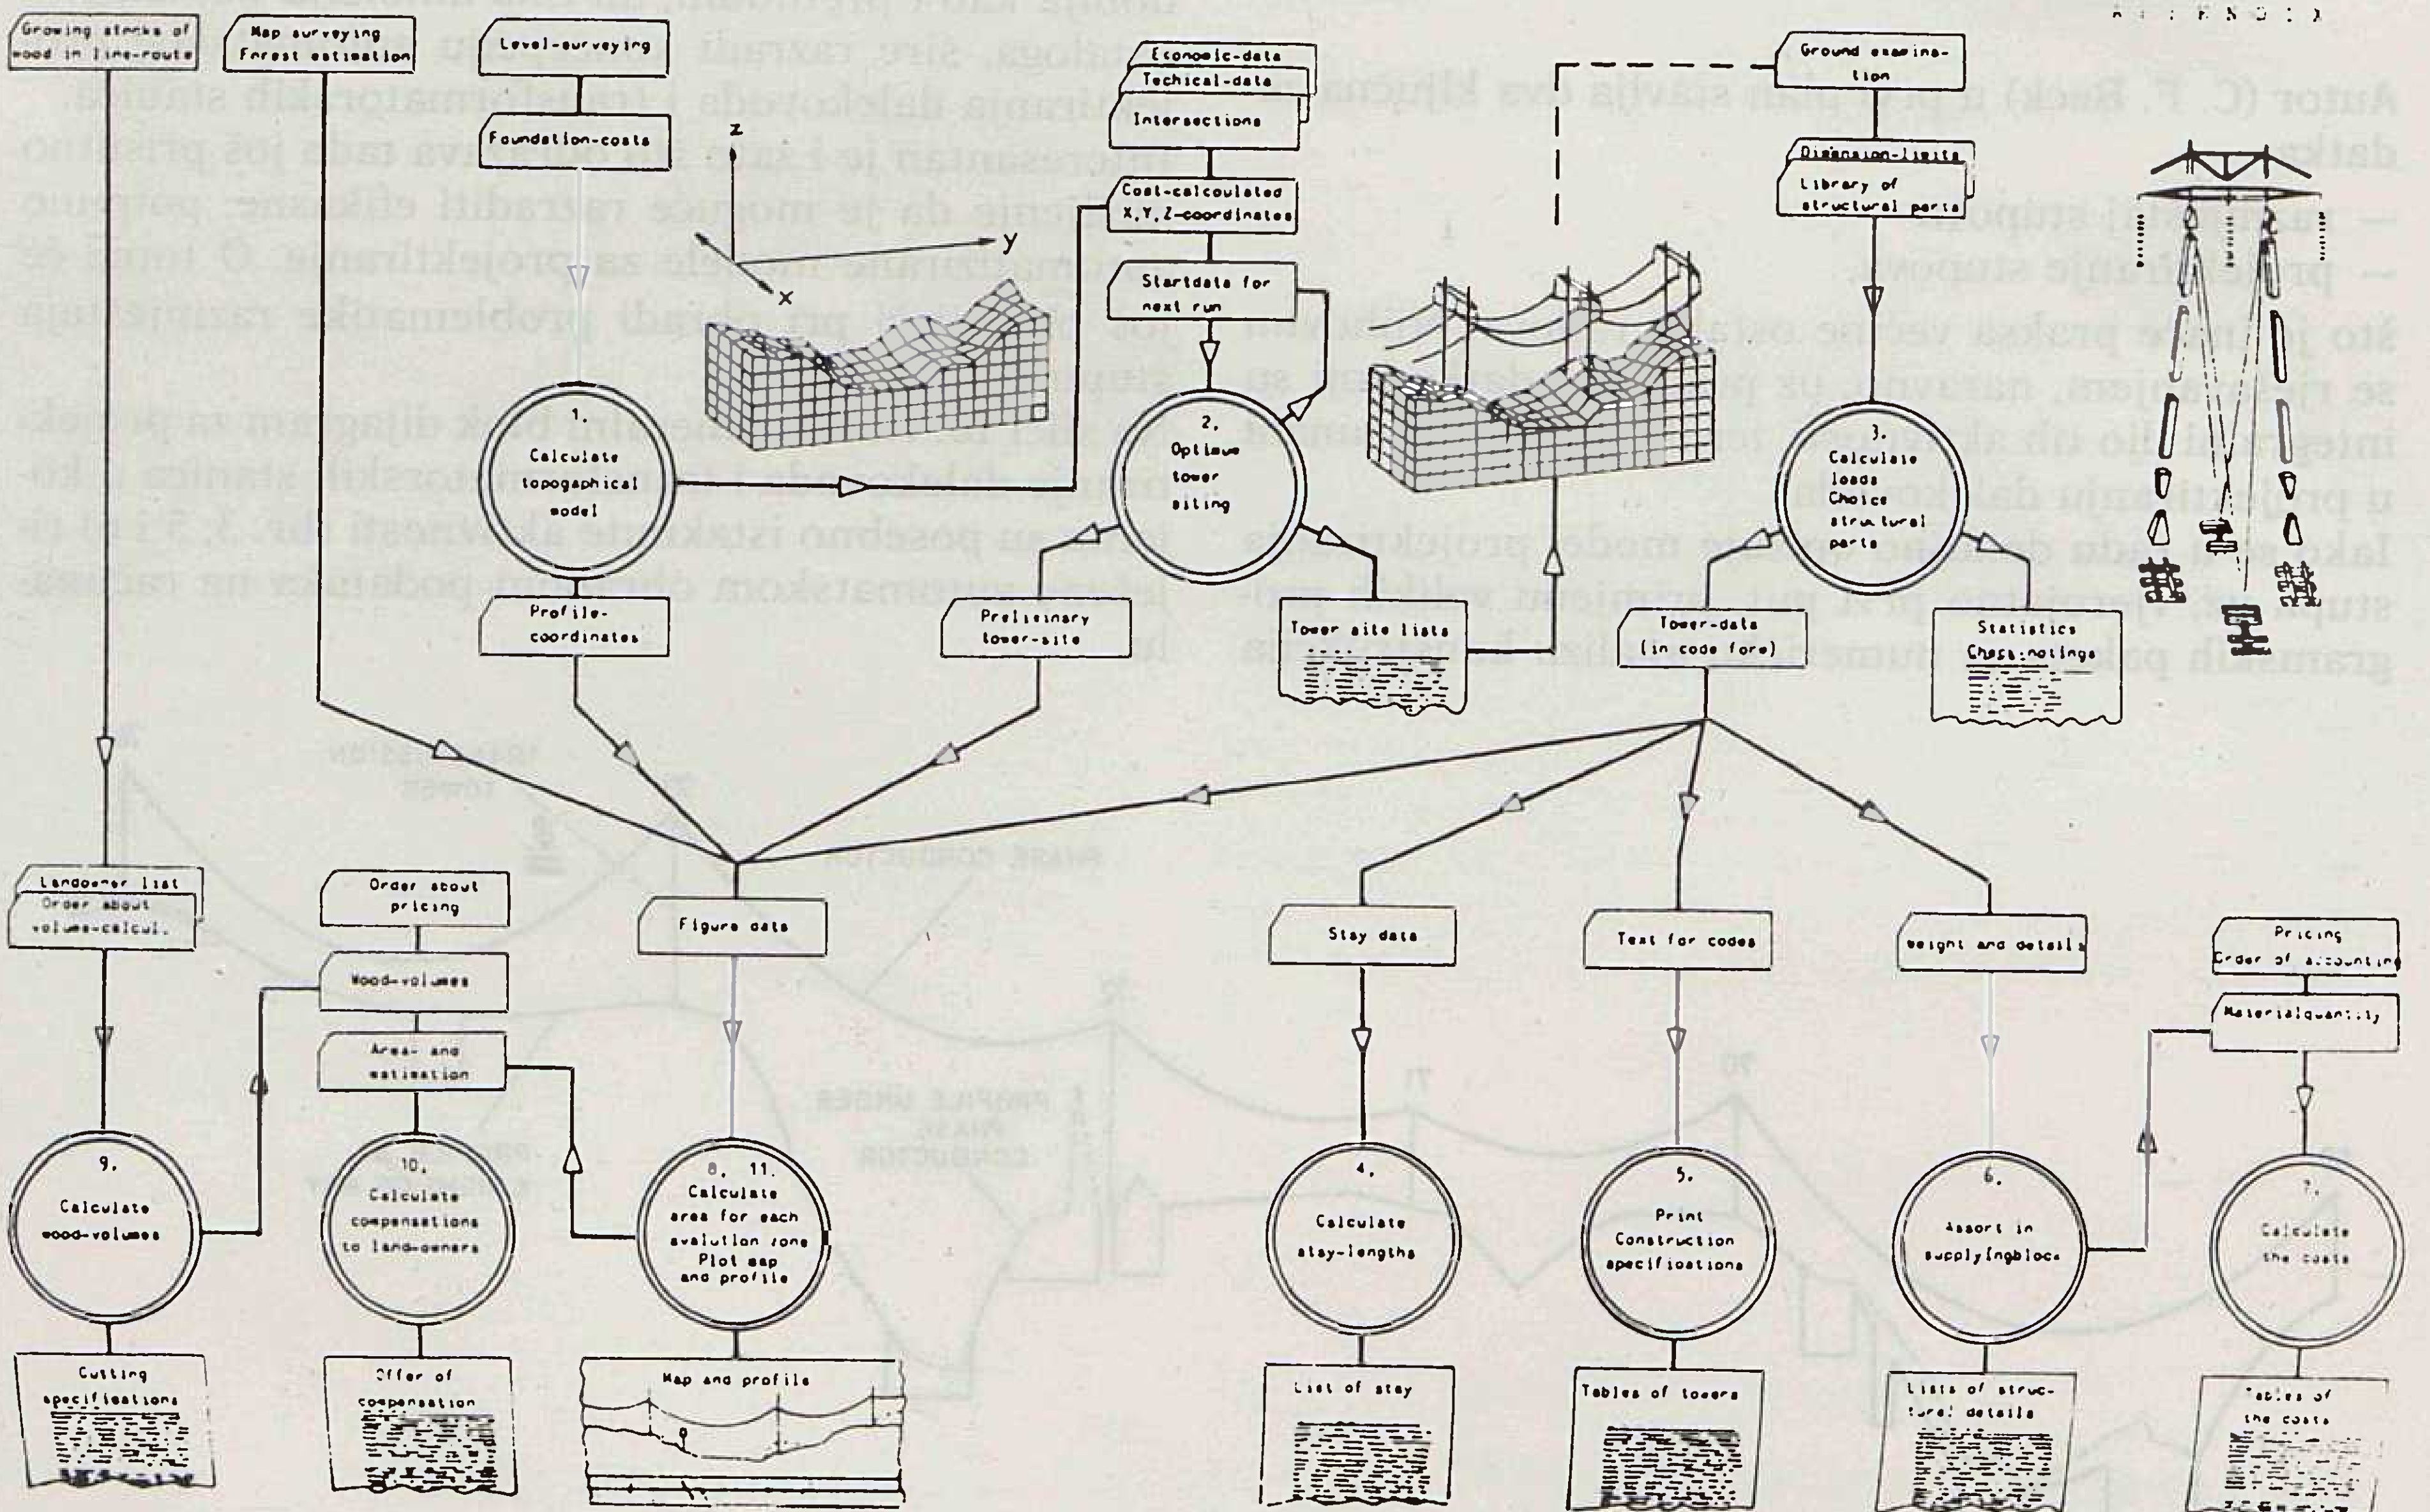 Growing stocks of
wood in line-route
Map surveying
Forest estimation
Level-surveying
Foundation-costs
Economic-data
Techical-data
Intersections
Cost-calculated
X,Y,Z-coordinates
Startdata for
next run
Ground examina-
tion
Dimension-limits
Library of
structural parts
z
y
x
1.
Calculate
topogaphical
model
2.
Optimum
tower
siting
3.
Calculate
loads
Choice
structural
parts
Profile-
coordinates
Preliminary
tower-site
Tower site lists
Tower-data
(in code form)
Statistics
Landowner list
Order about
volume-calcul.
Order about
pricing
Wood-volumes
Area- and
estimation
Figure data
Stay data
Text for codes
Weight and details
Pricing
Order of accounting
Materialquantity
9.
Calculate
wood-volumes
10.
Calculate
compensations
to land-owners
8. 11.
Calculate
area for each
evalution zone
Plot map
and profile
4.
Calculate
stay-lengths
5.
Print
Construction
specifications
6.
Assort in
supplyingblocs
7.
Calculate
the costs
Cutting
specifications
Offer of
compensation
Map and profile
List of stay
Tables of towers
Lists of struc-
tural details
Tables of
the costs